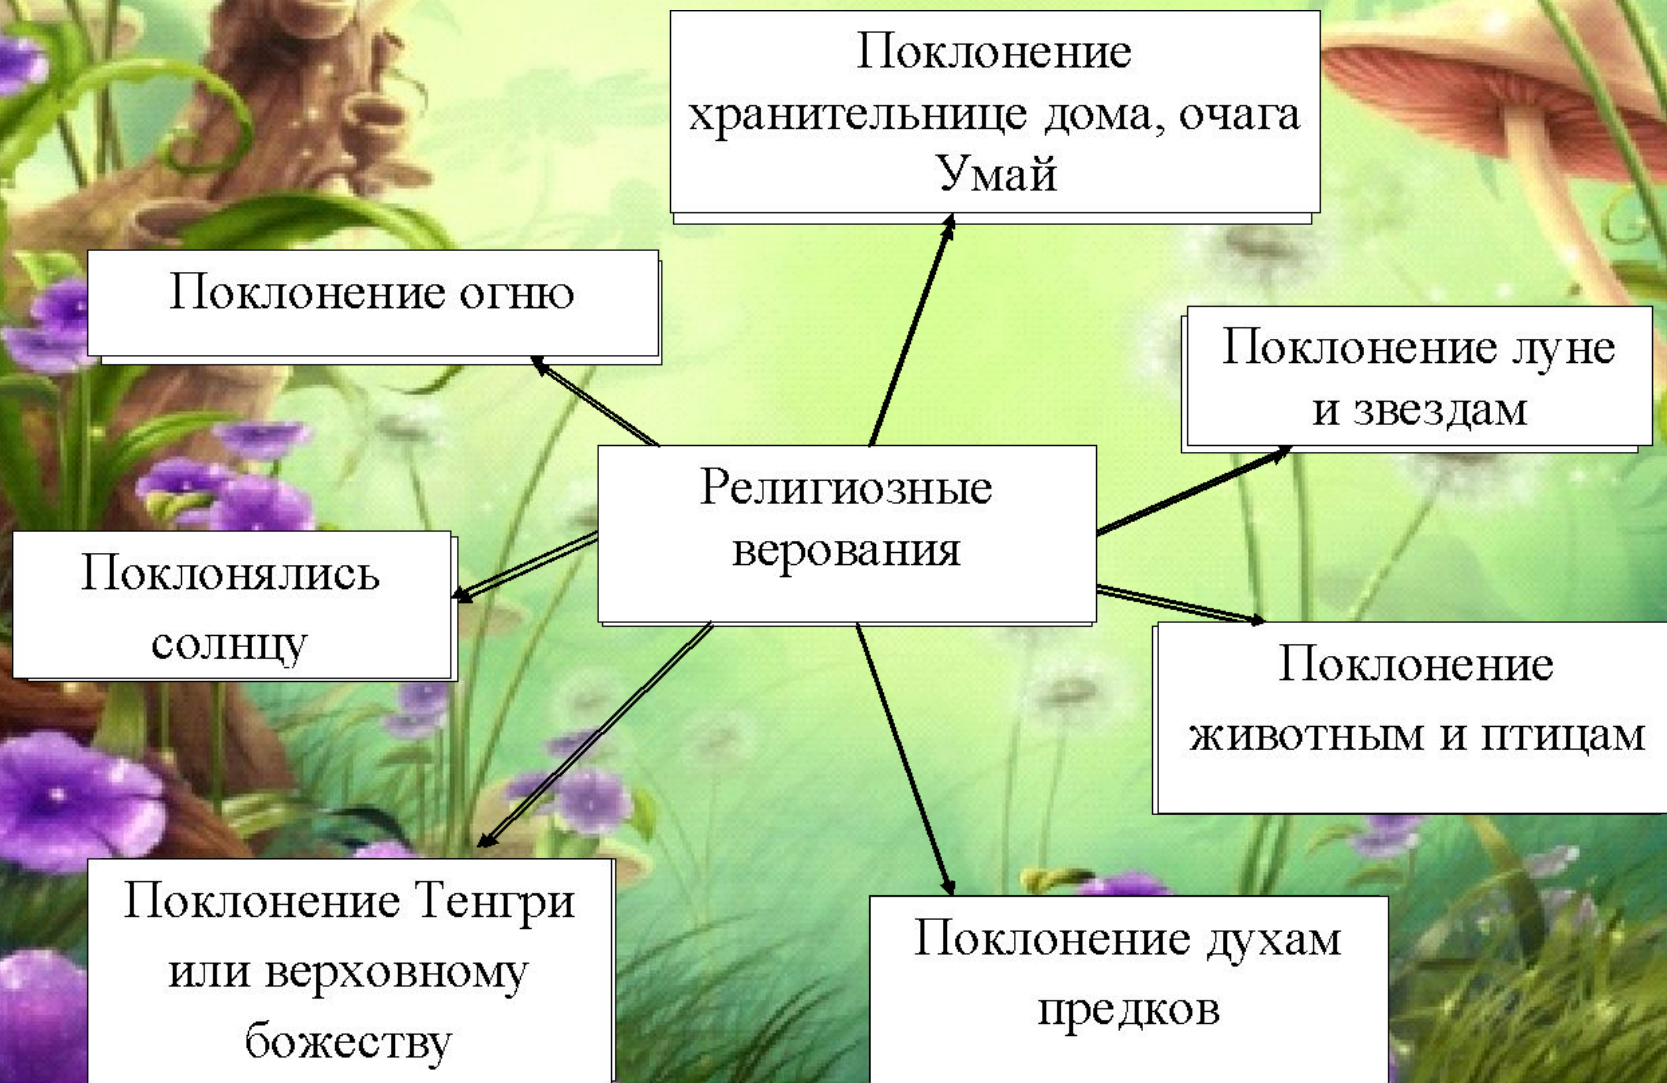 Поклонение
хранительнице дома, очага
Умай
Поклонение огню
Поклонение луне
и звездам
Религиозные
верования
Поклонялись
солнцу
Поклонение
животным и птицам
Поклонение Тенгри
или верховному
божеству
Поклонение духам
предков